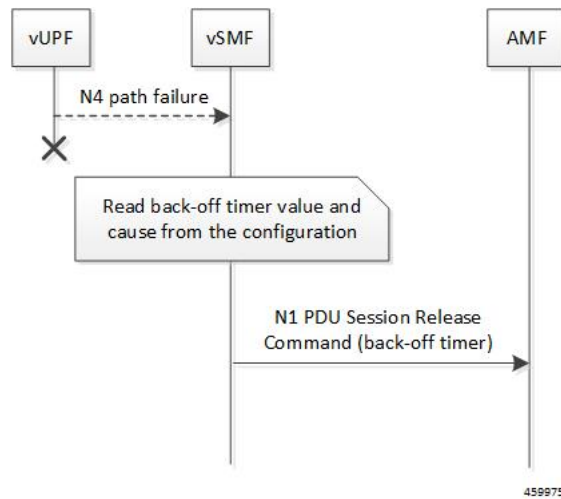 vUPF
vSMF
AMF
N4 path failure
Read back-off timer value and
cause from the configuration
N1 PDU Session Release
Command (back-off timer)
459975